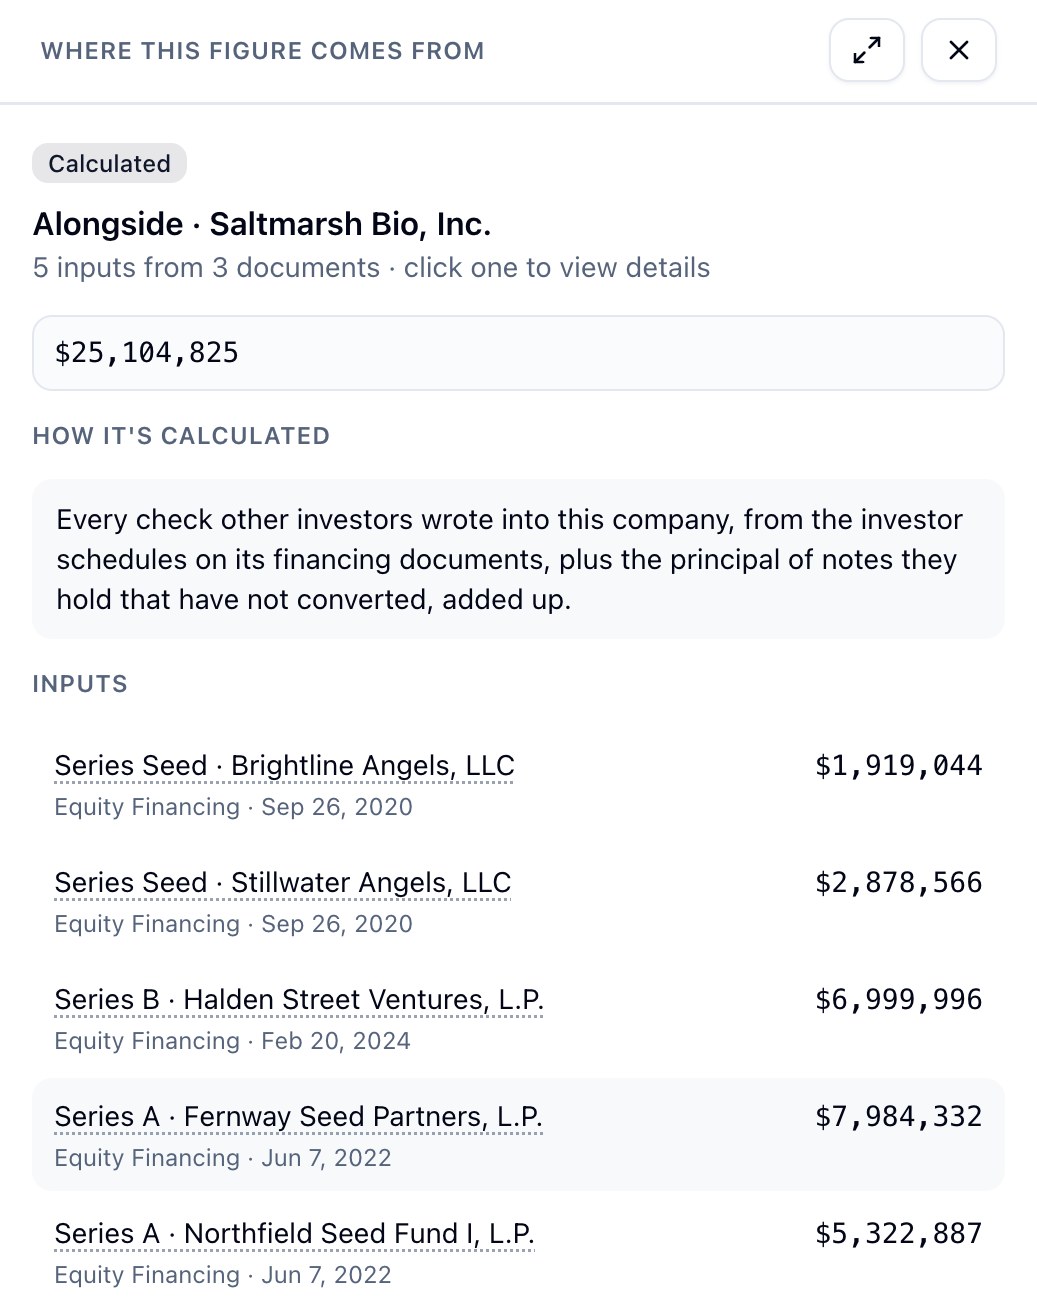 WHERE THIS FIGURE COMES FROM
Calculated
Alongside · Saltmarsh Bio, Inc.
5 inputs from 3 documents · click one to view details
$25,104,825
HOW IT'S CALCULATED
Every check other investors wrote into this company, from the investor
schedules on its financing documents, plus the principal of notes they
hold that have not converted, added up.
INPUTS
Series Seed · Brightline Angels, LLC $1,919,044
Equity Financing · Sep 26, 2020
Series Seed · Stillwater Angels, LLC $2,878,566
Equity Financing · Sep 26, 2020
Series B · Halden Street Ventures, L.P. $6,999,996
Equity Financing · Feb 20, 2024
Series A · Fernway Seed Partners, L.P. $7,984,332
Equity Financing · Jun 7, 2022
Series A · Northfield Seed Fund I, L.P. $5,322,887
Equity Financing · Jun 7, 2022